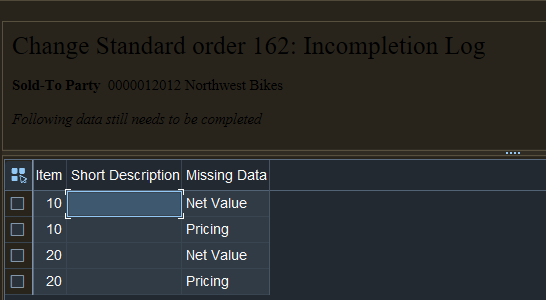 Change Standard order 162: Incompletion Log
Sold-To Party 0000012012 Northwest Bikes
Following data still needs to be completed
Item Short Description Missing Data
10 Net Value
10 Pricing
20 Net Value
20 Pricing